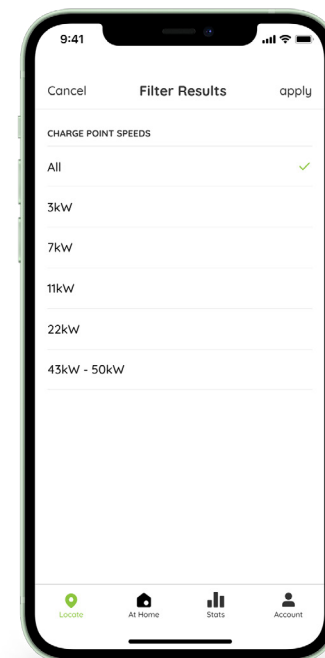 9:41
Cancel Filter Results apply
CHARGE POINT SPEEDS
All
3kW
7kW
11kW
22kW
43kW - 50kW
Locate At Home Stats Account